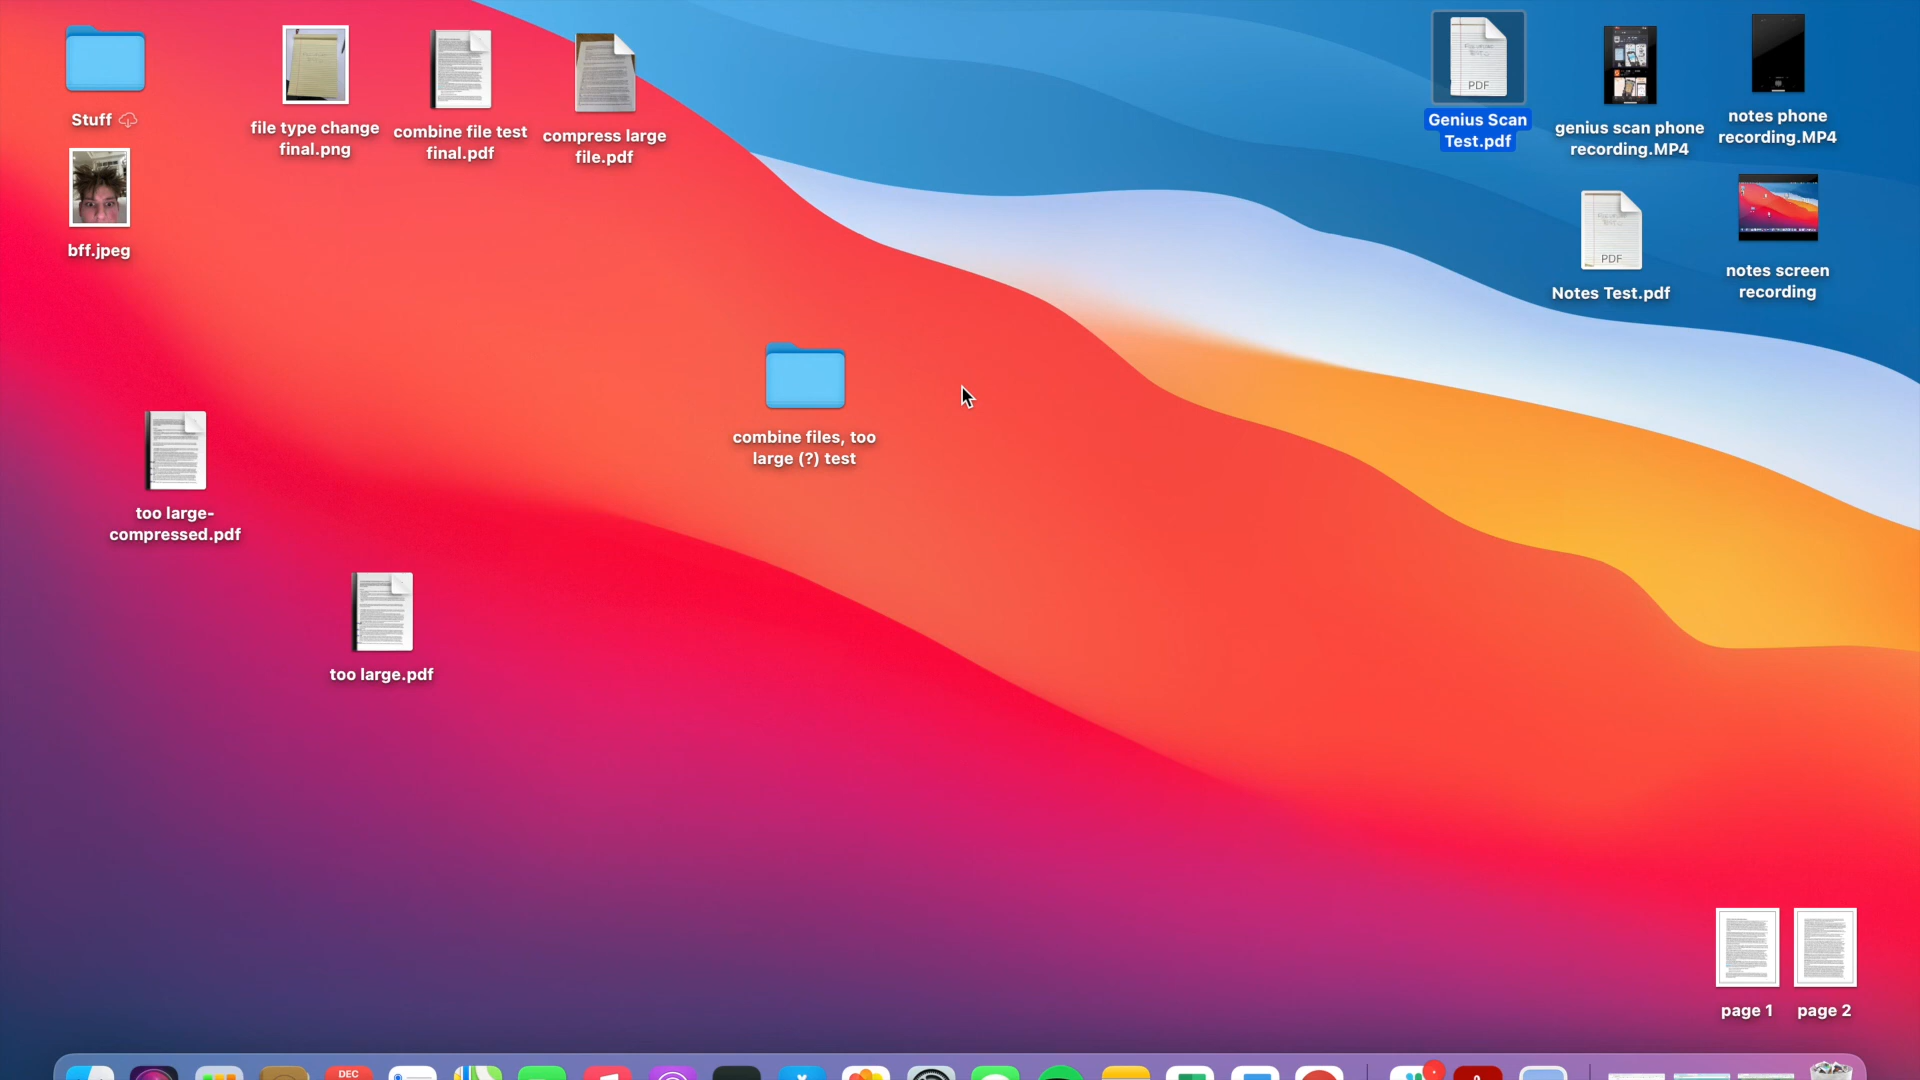 Stuff
file type change
final.png
combine file test
final.pdf
compress large
file.pdf
PDF
Genius Scan
Test.pdf
genius scan phone
recording.MP4
notes phone
recording.MP4
bff.jpeg
PDF
Notes Test.pdf
notes screen
recording
combine files, too
large (?) test
too large-
compressed.pdf
too large.pdf
page 1
page 2
DEC